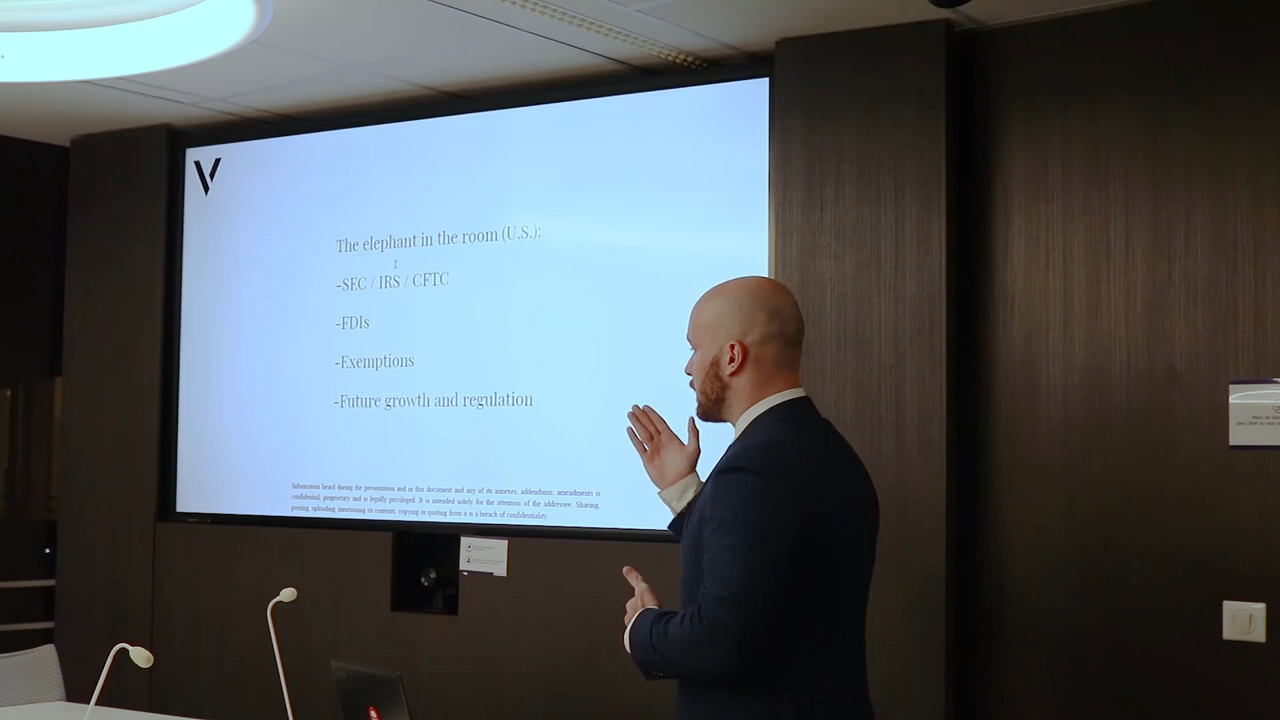 V
The elephant in the room (U.S.):
-SEC / IRS / CFTC
-FDIs
-Exemptions
-Future growth and regulation
Information heard during the presentation and in this document and any of its annexes, addendums, amendments is
confidential, proprietary and is legally privileged. It is intended solely for the attention of the addressee. Sharing,
posting, uploading, mentioning its contents, copying or quoting from it is a breach of confidentiality.